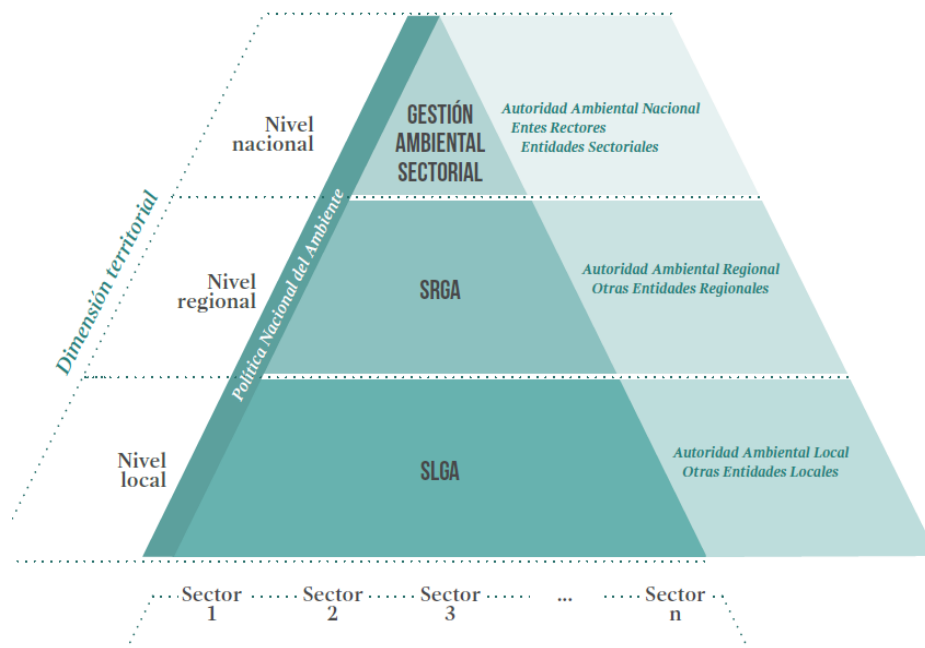 Dimensión territorial
Política Nacional del Ambiente
Nivel
nacional
GESTIÓN
AMBIENTAL
SECTORIAL
Autoridad Ambiental Nacional
Entes Rectores
Entidades Sectoriales
Nivel
regional
SRGA
Autoridad Ambiental Regional
Otras Entidades Regionales
Nivel
local
SLGA
Autoridad Ambiental Local
Otras Entidades Locales
Sector
1
Sector
2
Sector
3
...
Sector
n